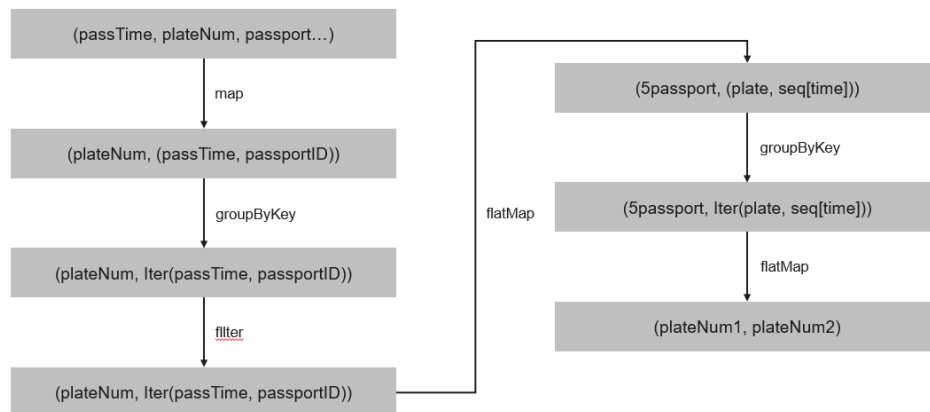 (passTime, plateNum, passport…)
map
(plateNum, (passTime, passportID))
groupByKey
(plateNum, Iter(passTime, passportID))
fllter
(plateNum, Iter(passTime, passportID))
flatMap
(5passport, (plate, seq[time]))
groupByKey
(5passport, Iter(plate, seq[time]))
flatMap
(plateNum1, plateNum2)